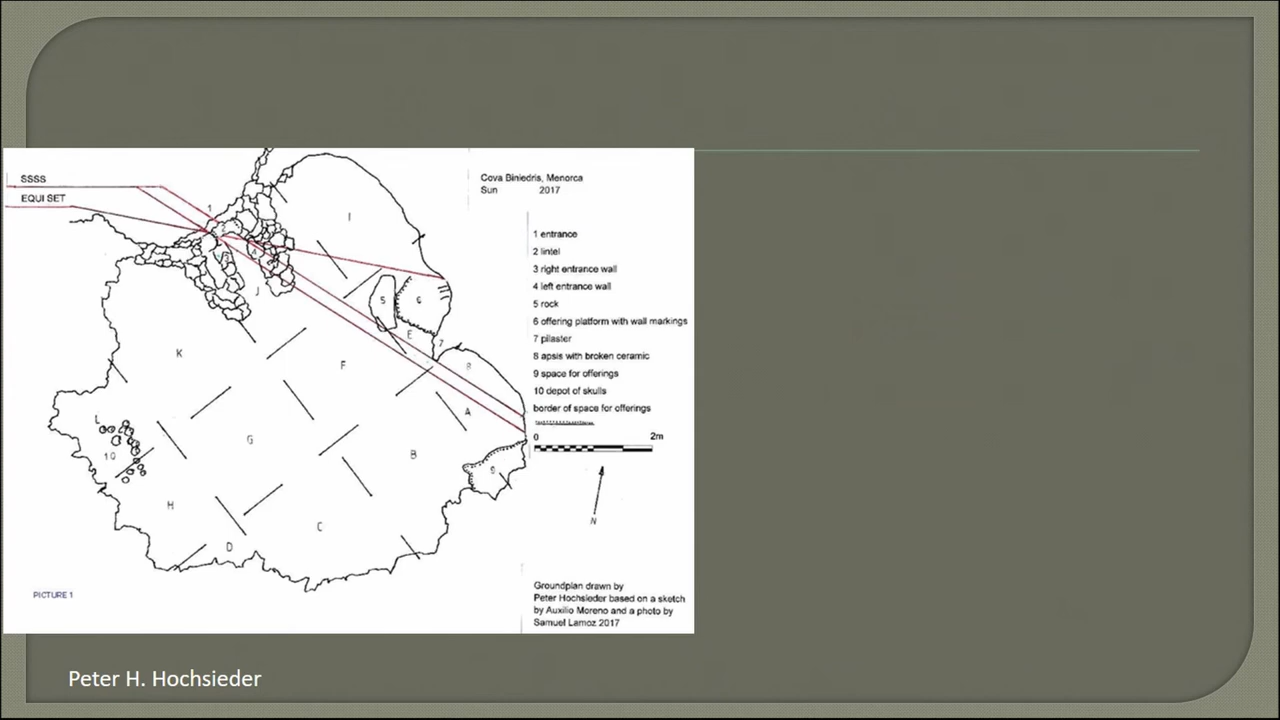 SSSS
EQUI SET
Cova Biniedris, Menorca
Sun 2017
1
2
3
4
I
J
5
6
E
7
8
K
F
A
L
10
G
B
9
H
C
D
1 entrance
2 lintel
3 right entrance wall
4 left entrance wall
5 rock
6 offering platform with wall markings
7 pilaster
8 apsis with broken ceramic
9 space for offerings
10 depot of skulls
border of space for offerings
0 2m
N
PICTURE 1
Groundplan drawn by
Peter Hochsieder based on a sketch
by Auxilio Moreno and a photo by
Samuel Lamoz 2017
Peter H. Hochsieder